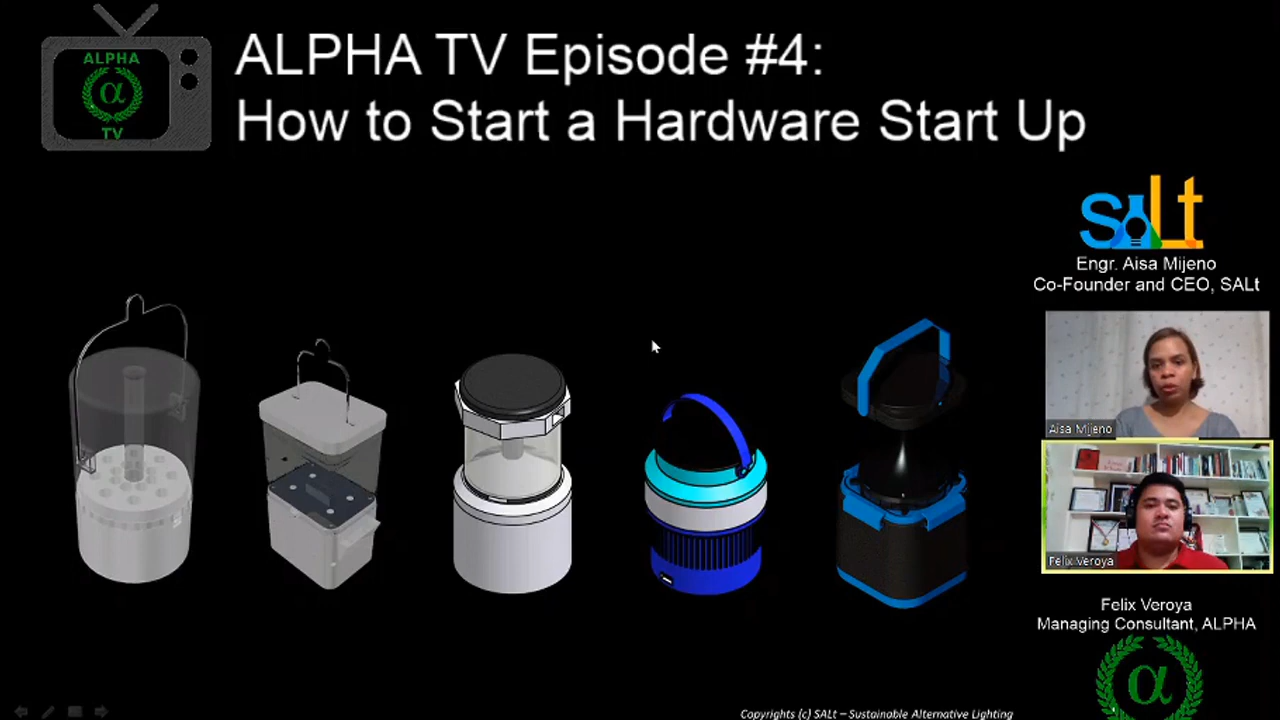 ALPHA
α
TV
ALPHA TV Episode #4:
How to Start a Hardware Start Up
SALt
Engr. Aisa Mijeno
Co-Founder and CEO, SALt
Aisa Mijeno
Felix Veroya
Felix Veroya
Managing Consultant, ALPHA
α
Copyrights (c) SALt – Sustainable Alternative Lighting